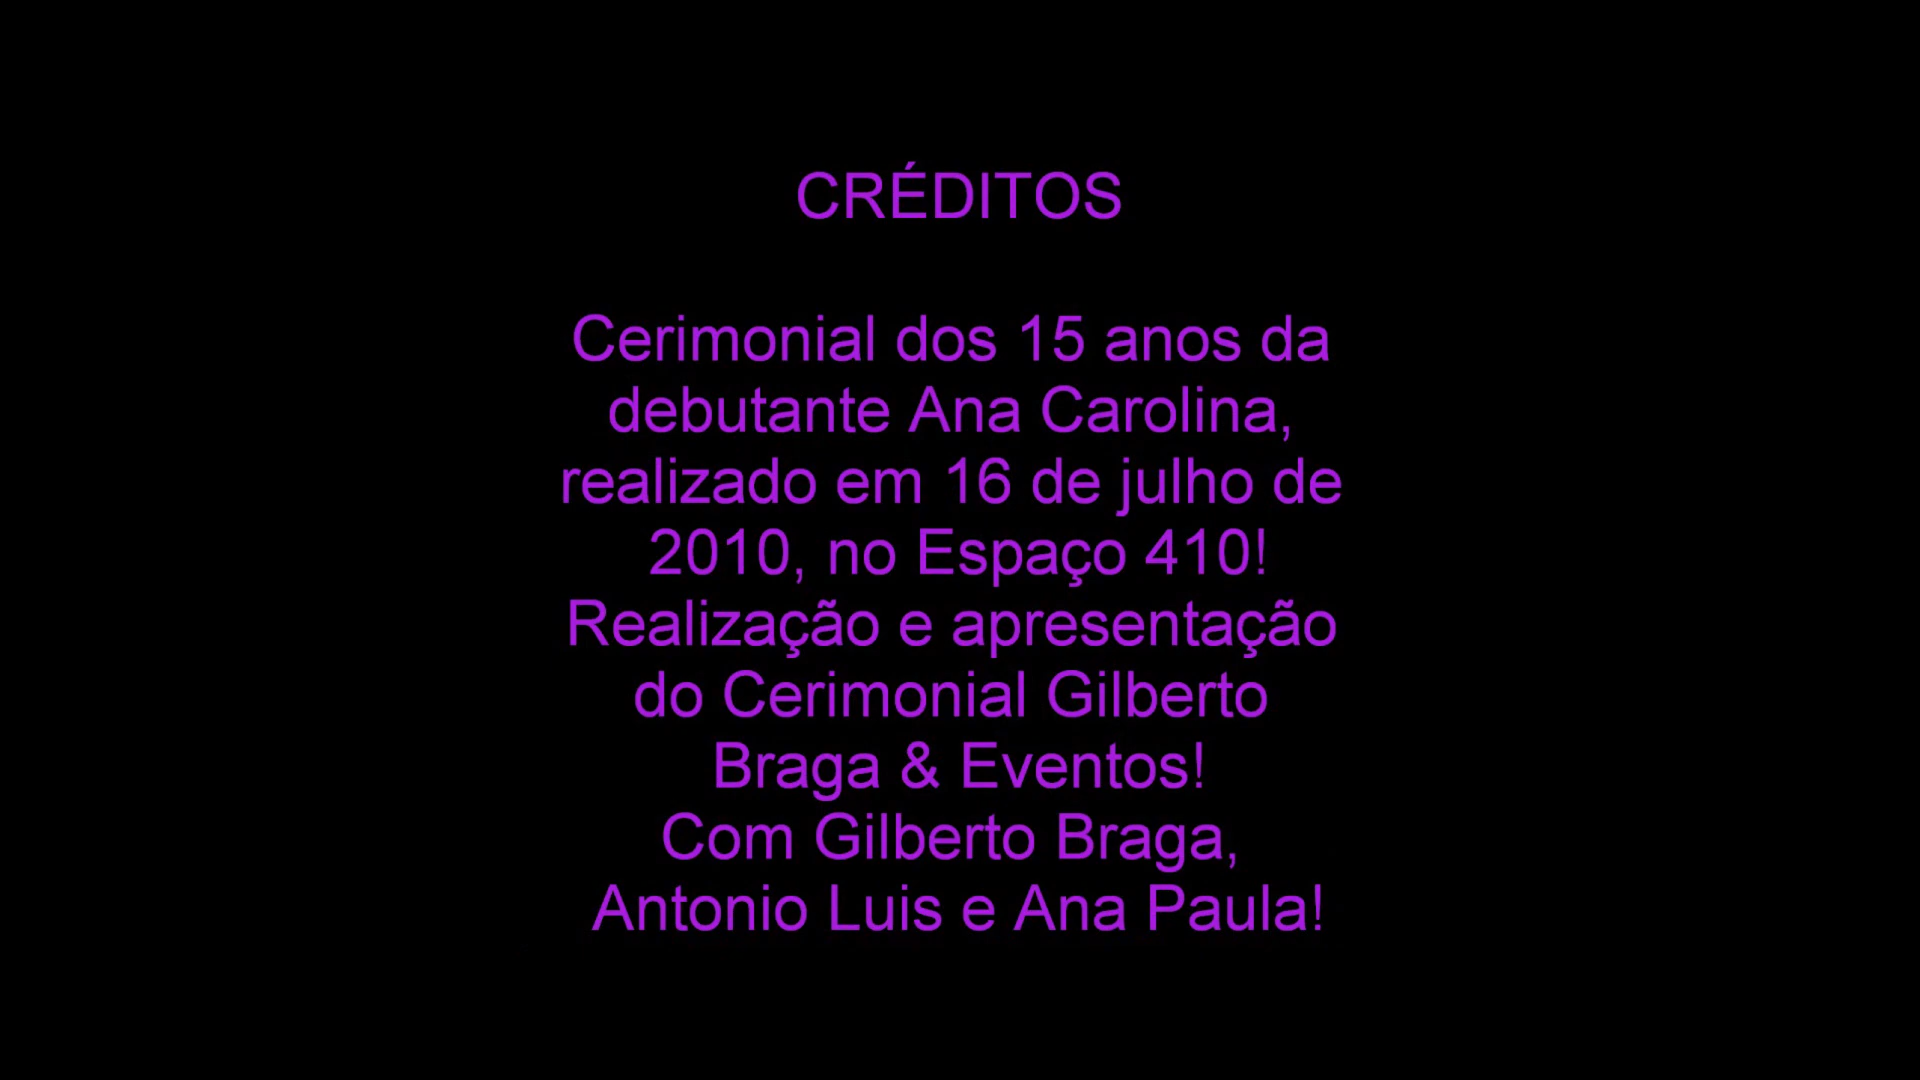 CRÉDITOS
Cerimonial dos 15 anos da
debutante Ana Carolina,
realizado em 16 de julho de
2010, no Espaço 410!
Realização e apresentação
do Cerimonial Gilberto
Braga & Eventos!
Com Gilberto Braga,
Antonio Luis e Ana Paula!